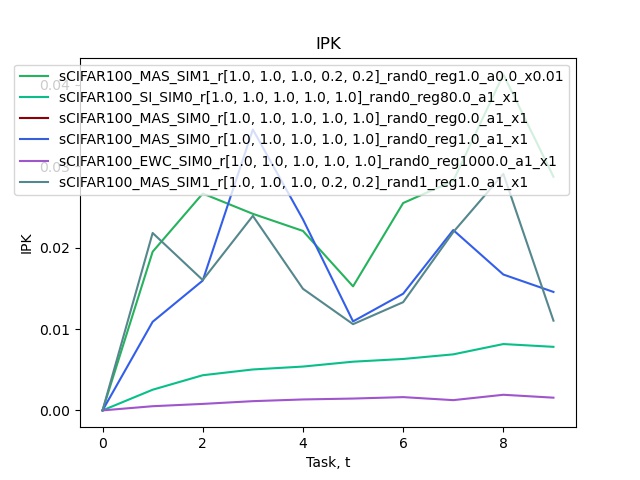 IPK
sCIFAR100_MAS_SIM1_r[1.0, 1.0, 1.0, 0.2, 0.2]_rand0_reg1.0_a0.0_x0.01
sCIFAR100_SI_SIM0_r[1.0, 1.0, 1.0, 1.0, 1.0]_rand0_reg80.0_a1_x1
sCIFAR100_MAS_SIM0_r[1.0, 1.0, 1.0, 1.0, 1.0]_rand0_reg0.0_a1_x1
sCIFAR100_MAS_SIM0_r[1.0, 1.0, 1.0, 1.0, 1.0]_rand0_reg1.0_a1_x1
sCIFAR100_EWC_SIM0_r[1.0, 1.0, 1.0, 1.0, 1.0]_rand0_reg1000.0_a1_x1
sCIFAR100_MAS_SIM1_r[1.0, 1.0, 1.0, 0.2, 0.2]_rand1_reg1.0_a1_x1
0.04
0.03
0.02
0.01
0.00
IPK
0 2 4 6 8
Task, t